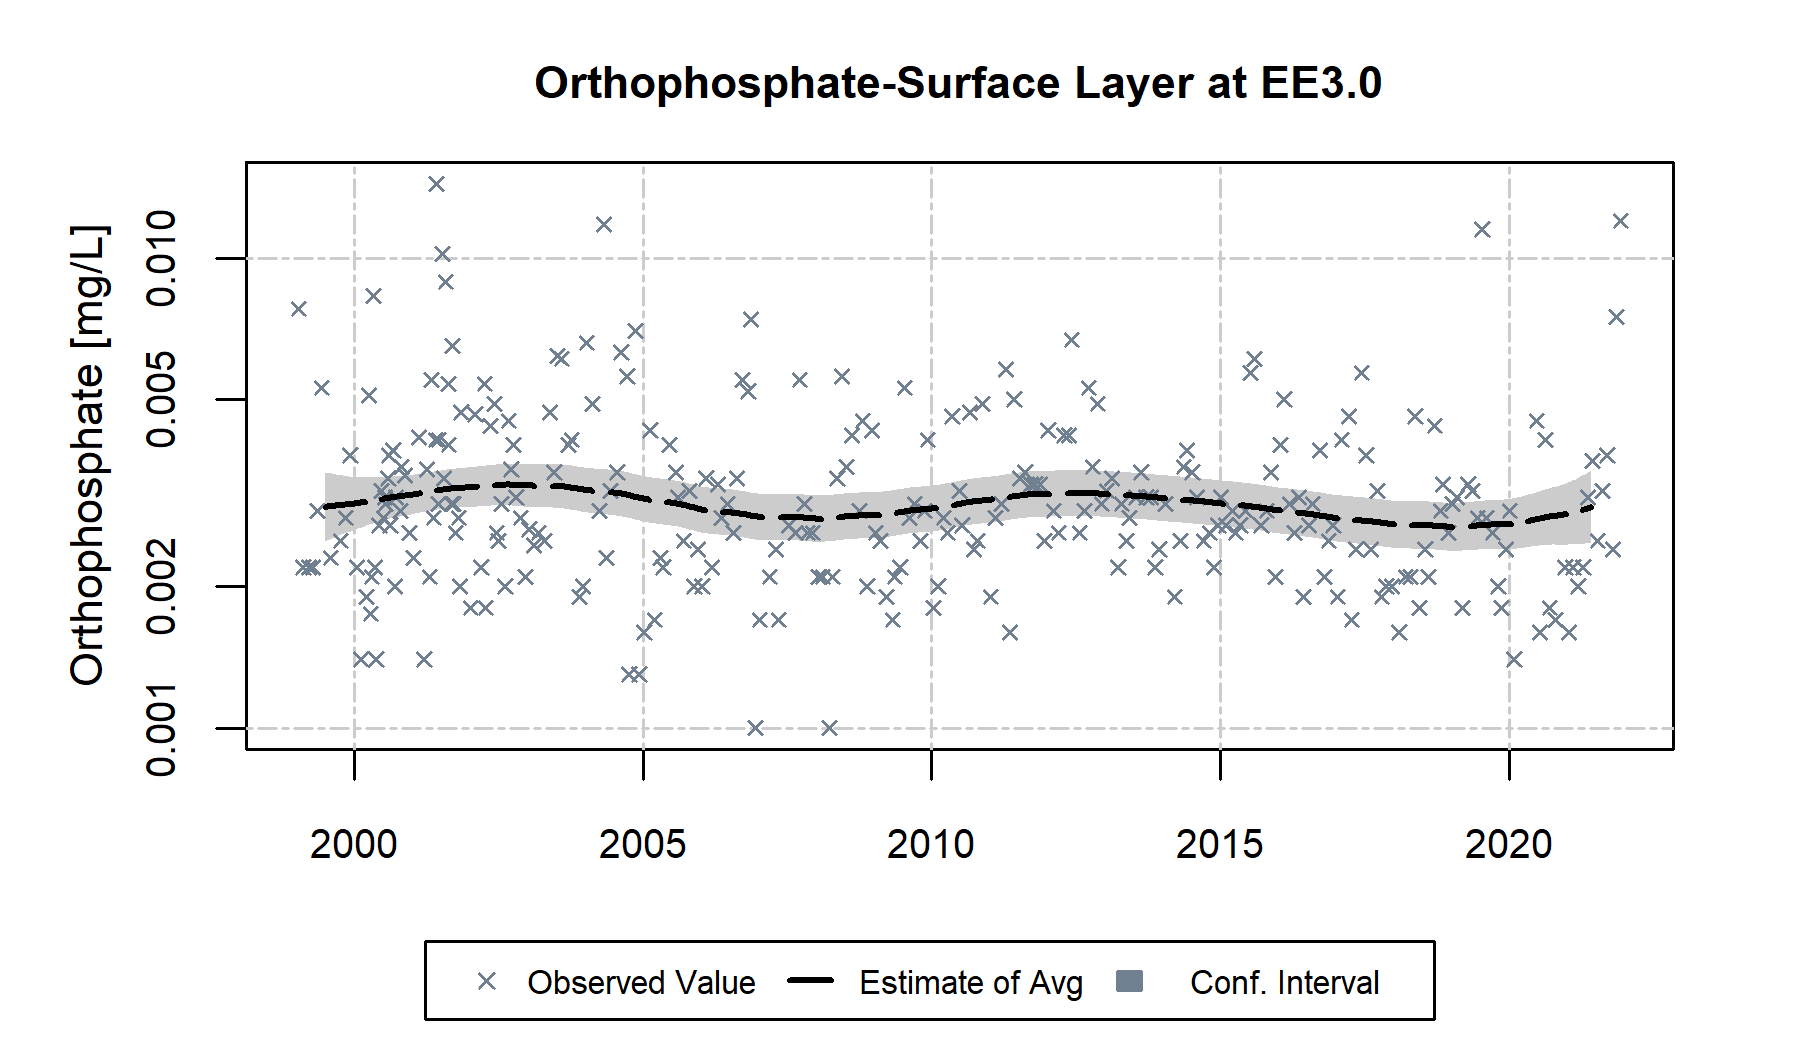 Orthophosphate-Surface Layer at EE3.0
Orthophosphate [mg/L]
0.010
0.005
0.002
0.001
2000 2005 2010 2015 2020
Observed Value Estimate of Avg Conf. Interval